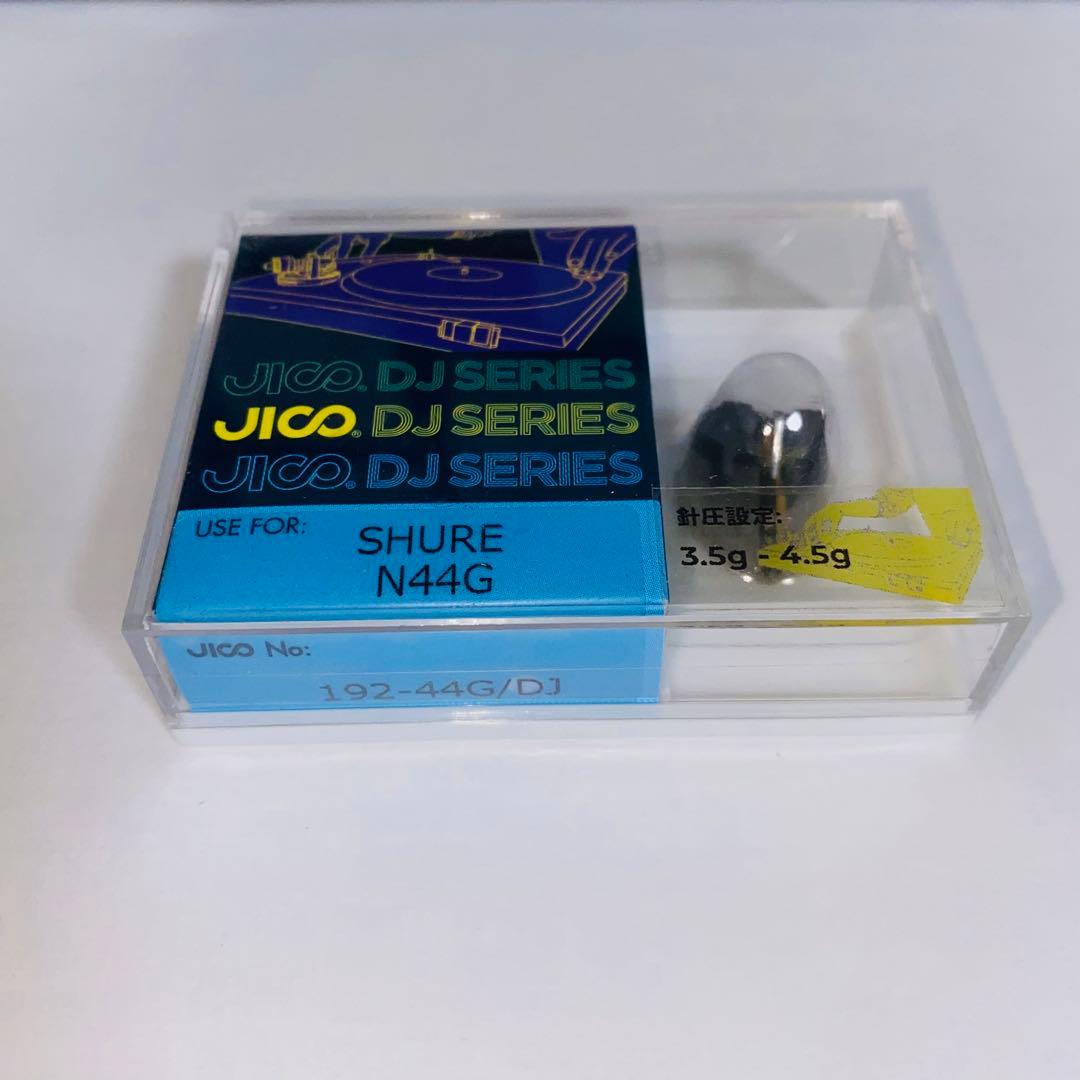 JICO® DJ SERIES
JICO® DJ SERIES
JICO® DJ SERIES
USE FOR:
SHURE
N44G
針圧設定:
3.5g - 4.5g
JICO No:
192-44G/DJ